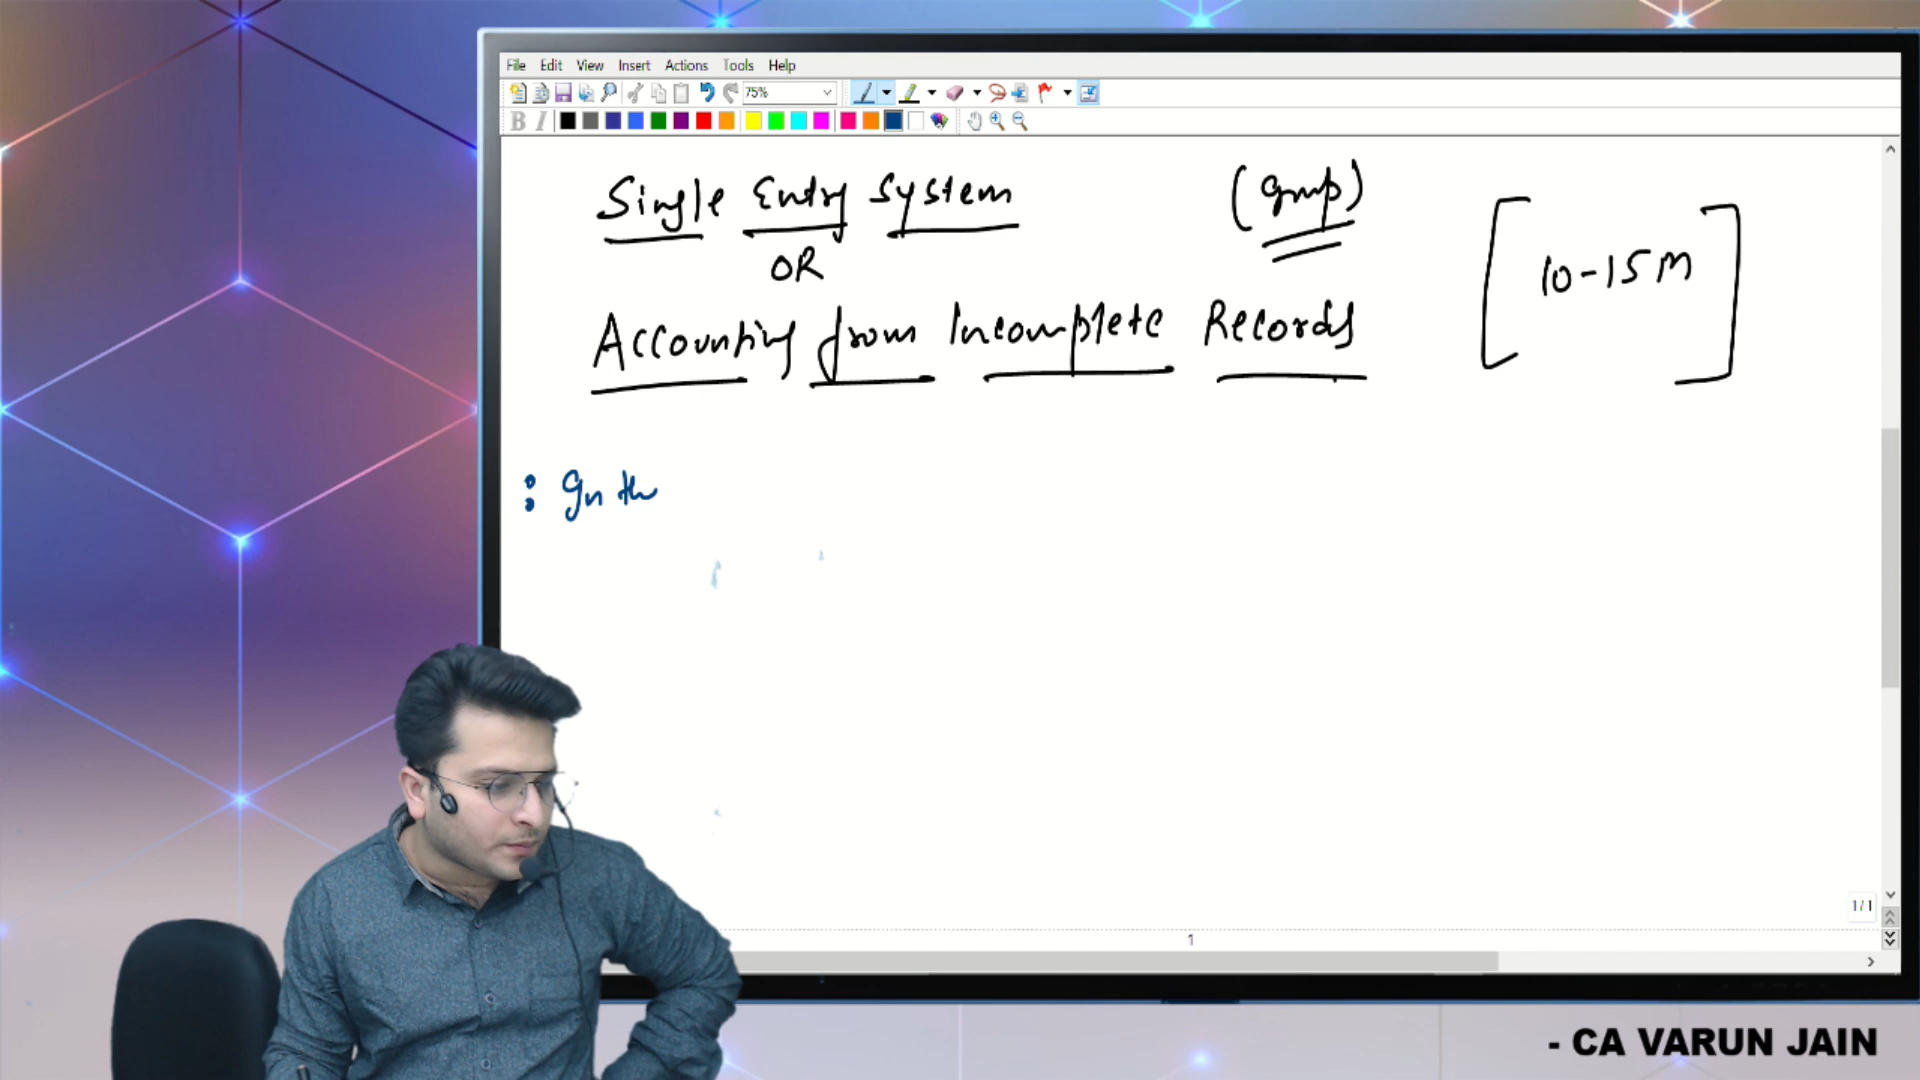 File Edit View Insert Actions Tools Help
75%
B I
Single Entry System (Imp)
OR
10-15 M
Accounting from Incomplete Records
: In the
1/1
1
- CA VARUN JAIN